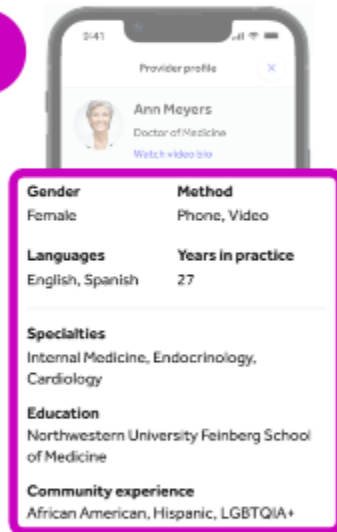 9:41
Provider profile
×
Ann Meyers
Doctor of Medicine
Watch video bio
Gender Method
Female Phone, Video
Languages Years in practice
English, Spanish 27
Specialties
Internal Medicine, Endocrinology,
Cardiology
Education
Northwestern University Feinberg School
of Medicine
Community experience
African American, Hispanic, LGBTQIA+